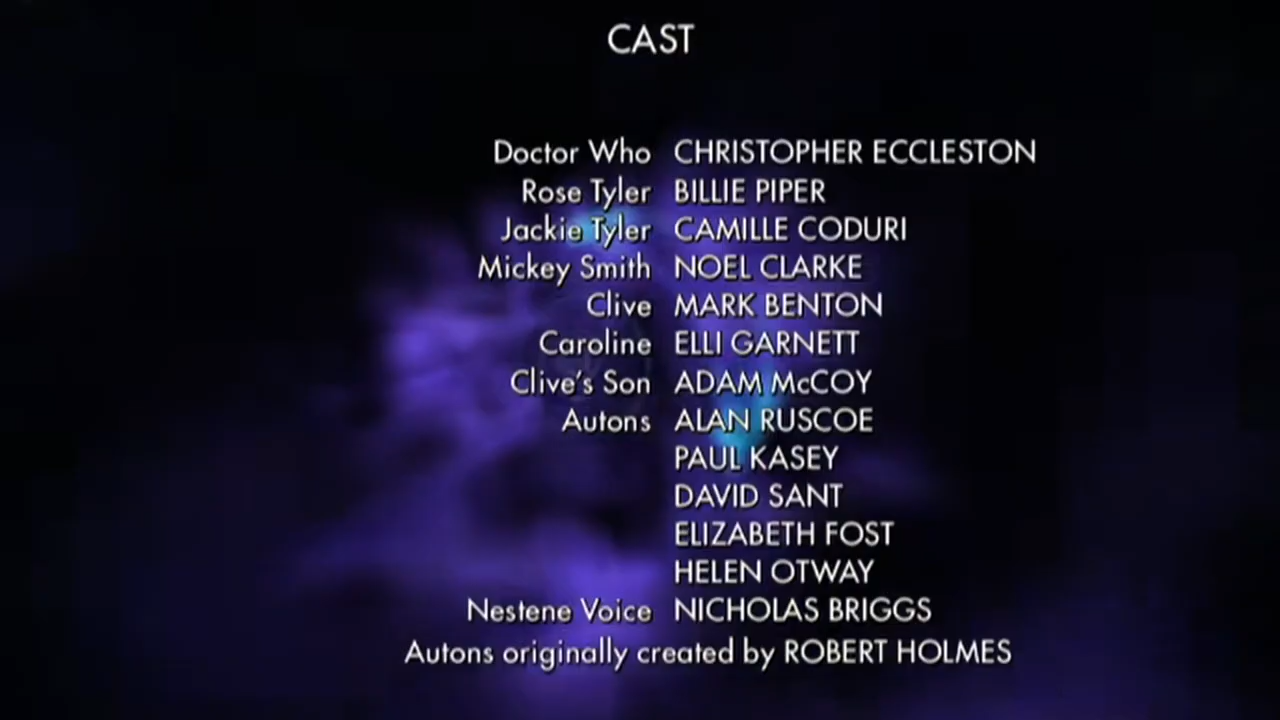 CAST
Doctor Who CHRISTOPHER ECCLESTON
Rose Tyler BILLIE PIPER
Jackie Tyler CAMILLE CODURI
Mickey Smith NOEL CLARKE
Clive MARK BENTON
Caroline ELLI GARNETT
Clive's Son ADAM McCOY
Autons ALAN RUSCOE
PAUL KASEY
DAVID SANT
ELIZABETH FOST
HELEN OTWAY
Nestene Voice NICHOLAS BRIGGS
Autons originally created by ROBERT HOLMES